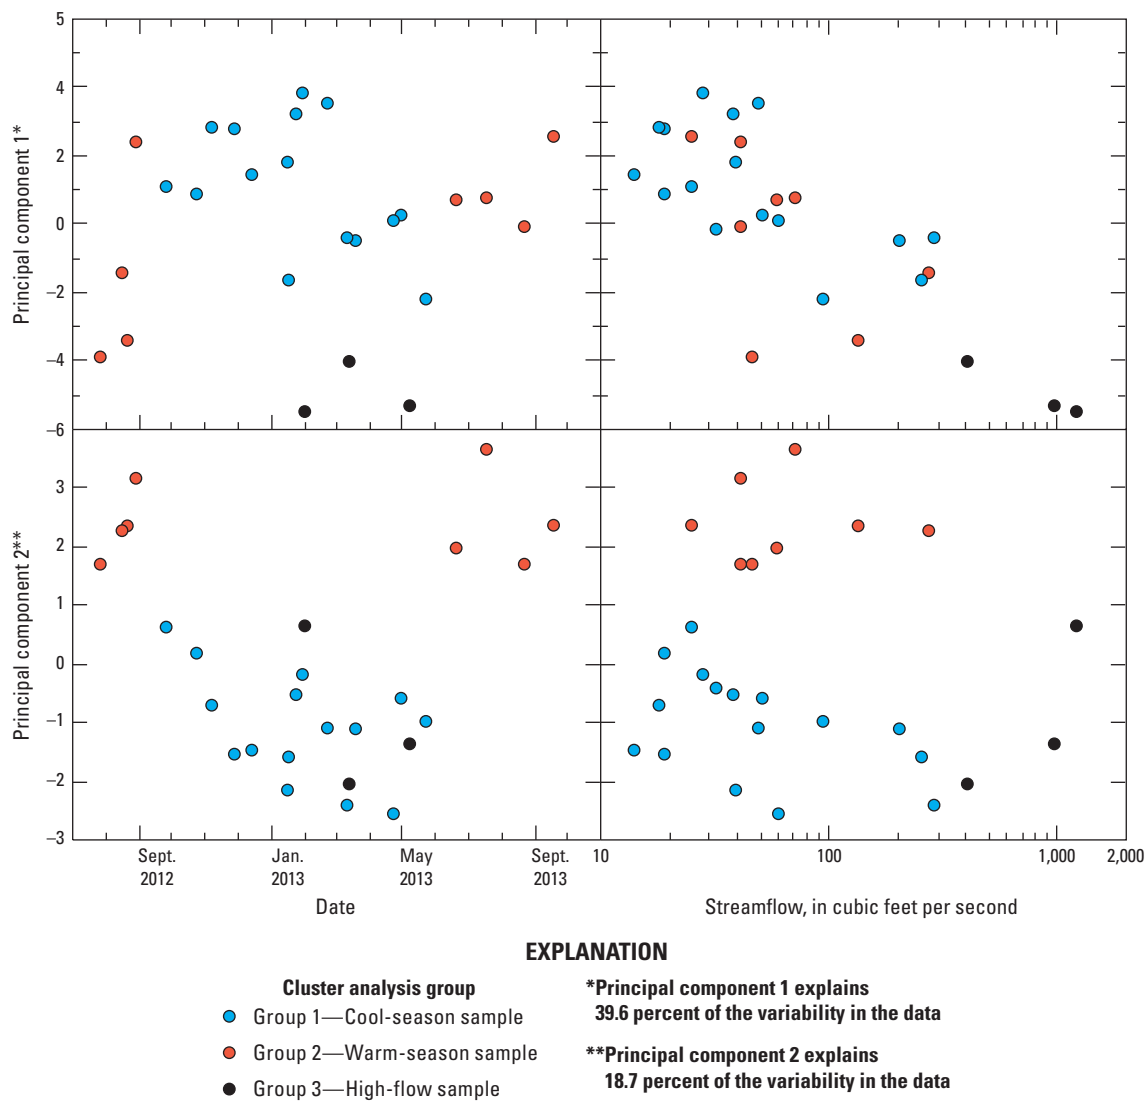 5
4
2
0
–2
–4
–6
Principal component 1*
3
2
1
0
–1
–2
–3
Principal component 2**
Sept.
2012
Jan.
2013
May
2013
Sept.
2013
Date
10
100
1,000
2,000
Streamflow, in cubic feet per second
EXPLANATION
Cluster analysis group
Group 1—Cool-season sample
Group 2—Warm-season sample
Group 3—High-flow sample
*Principal component 1 explains
39.6 percent of the variability in the data
**Principal component 2 explains
18.7 percent of the variability in the data